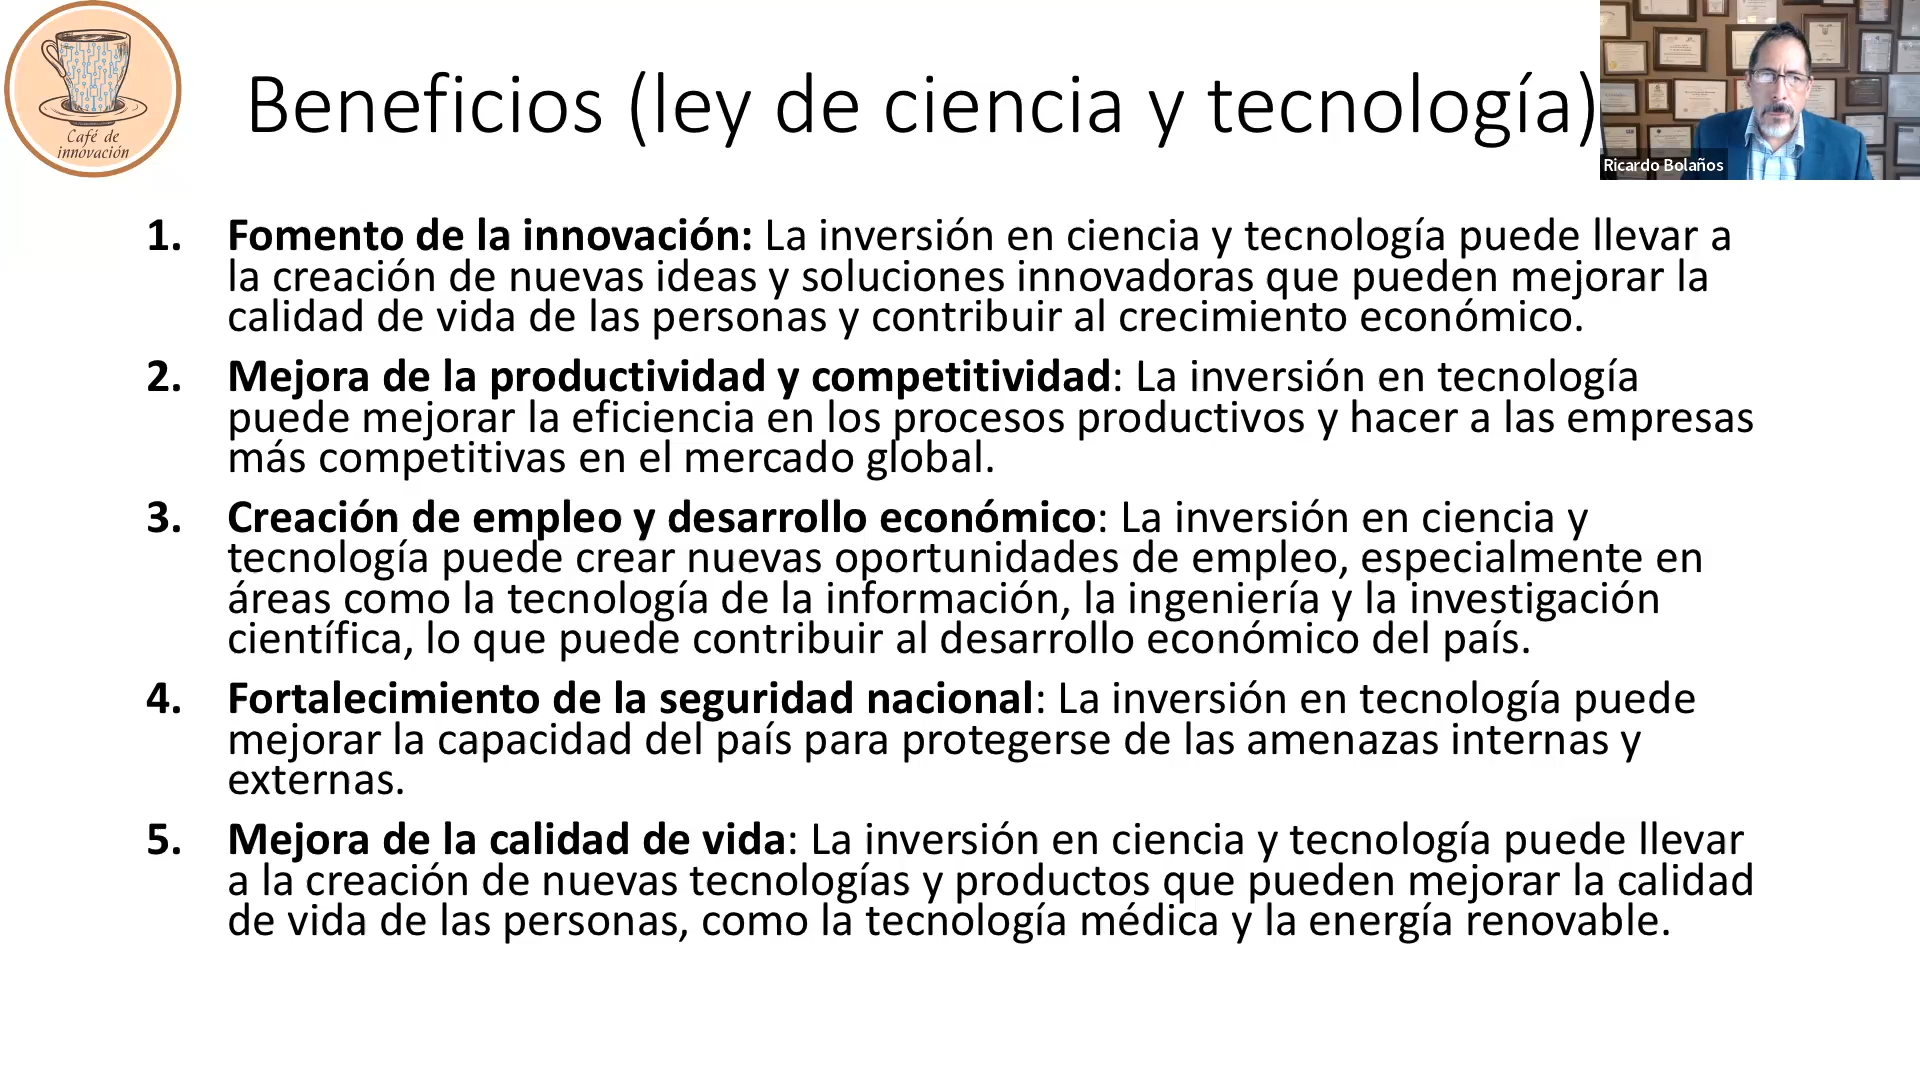 Café de
innovación
Beneficios (ley de ciencia y tecnología)
Ricardo Bolaños
1. Fomento de la innovación: La inversión en ciencia y tecnología puede llevar a
la creación de nuevas ideas y soluciones innovadoras que pueden mejorar la
calidad de vida de las personas y contribuir al crecimiento económico.
2. Mejora de la productividad y competitividad: La inversión en tecnología
puede mejorar la eficiencia en los procesos productivos y hacer a las empresas
más competitivas en el mercado global.
3. Creación de empleo y desarrollo económico: La inversión en ciencia y
tecnología puede crear nuevas oportunidades de empleo, especialmente en
áreas como la tecnología de la información, la ingeniería y la investigación
científica, lo que puede contribuir al desarrollo económico del país.
4. Fortalecimiento de la seguridad nacional: La inversión en tecnología puede
mejorar la capacidad del país para protegerse de las amenazas internas y
externas.
5. Mejora de la calidad de vida: La inversión en ciencia y tecnología puede llevar
a la creación de nuevas tecnologías y productos que pueden mejorar la calidad
de vida de las personas, como la tecnología médica y la energía renovable.